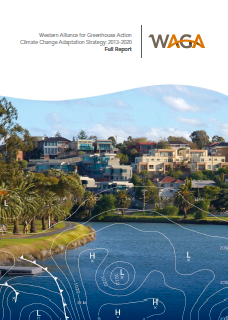 Western Alliance for Greenhouse Action
Climate Change Adaptation Strategy: 2013-2020
Full Report
WAGA
L
H
L
H
L
H